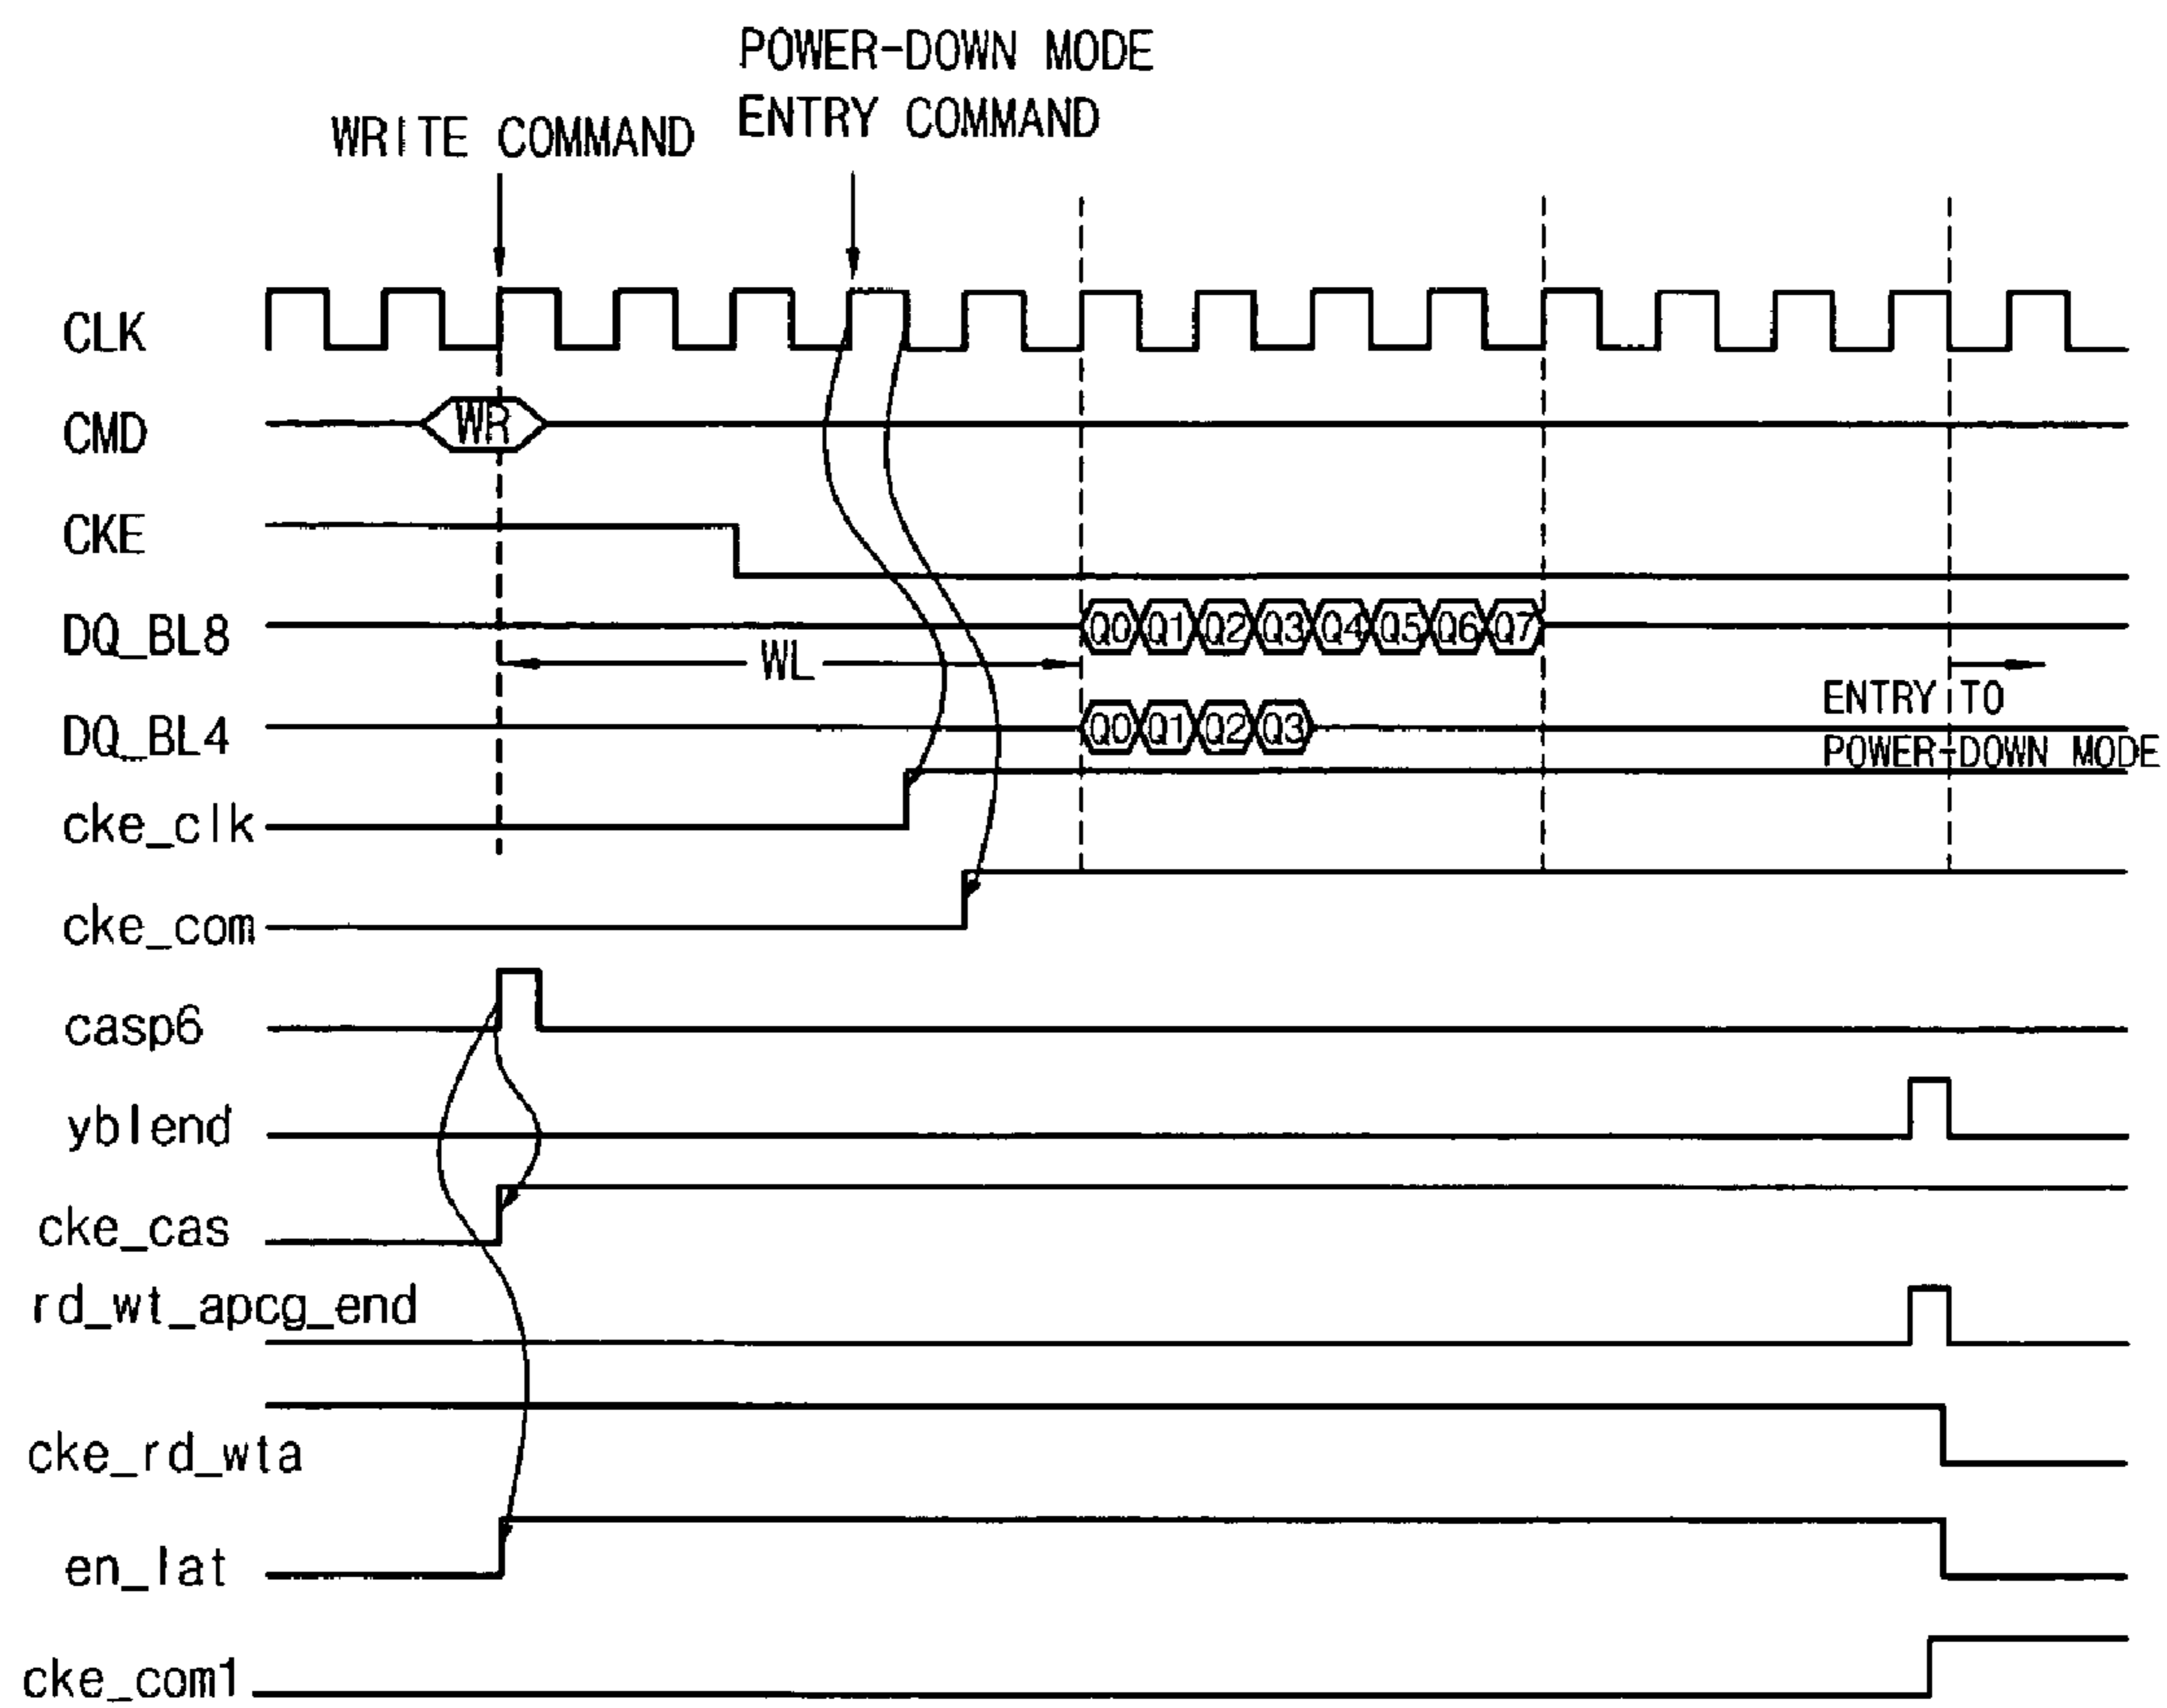 POWER-DOWN MODE
ENTRY COMMAND
WRITE COMMAND
CLK
CMD
WR
CKE
DQ_BL8
Q0 Q1 Q2 Q3 Q4 Q5 Q6 Q7
WL
ENTRY TO
DQ_BL4
Q0 Q1 Q2 Q3
POWER-DOWN MODE
cke_clk
cke_com
casp6
yblend
cke_cas
rd_wt_apcg_end
cke_rd_wta
en_lat
cke_com1